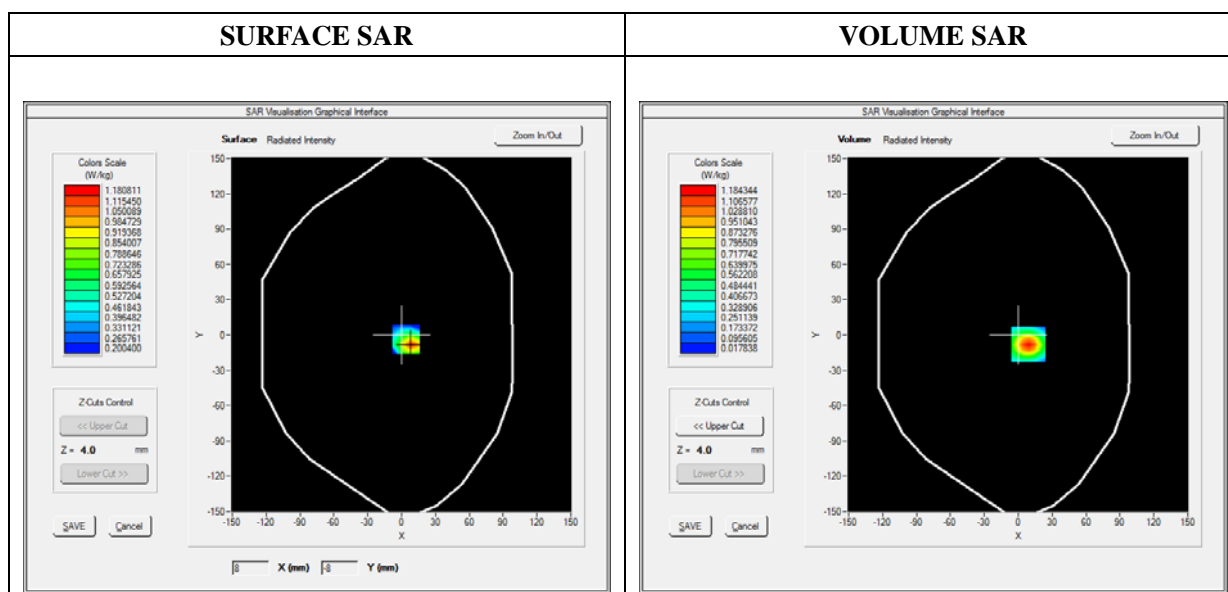 SURFACE SAR
VOLUME SAR
SAR Visualisation Graphical Interface
Surface Radiated Intensity
Zoom In/Out
Colors Scale
(W/kg)
1.180811
1.115450
1.050089
0.984729
0.919368
0.854007
0.788646
0.723286
0.657925
0.592564
0.527204
0.461843
0.396482
0.331121
0.265761
0.200400
Z-Cuts Control
<< Upper Cut
Z = 4.0 mm
Lower Cut >>
SAVE Cancel
150
120
90
60
30
0
-30
-60
-90
-120
-150
Y
-150 -120 -90 -60 -30 0 30 60 90 120 150
X
8 X (mm) -8 Y (mm)
SAR Visualisation Graphical Interface
Volume Radiated Intensity
Zoom In/Out
Colors Scale
(W/kg)
1.184344
1.106577
1.028810
0.951043
0.873276
0.795509
0.717742
0.639975
0.562208
0.484441
0.406673
0.328906
0.251139
0.173372
0.095605
0.017838
Z-Cuts Control
<< Upper Cut
Z = 4.0 mm
Lower Cut >>
SAVE Cancel
150
120
90
60
30
0
-30
-60
-90
-120
-150
Y
-150 -120 -90 -60 -30 0 30 60 90 120 150
X